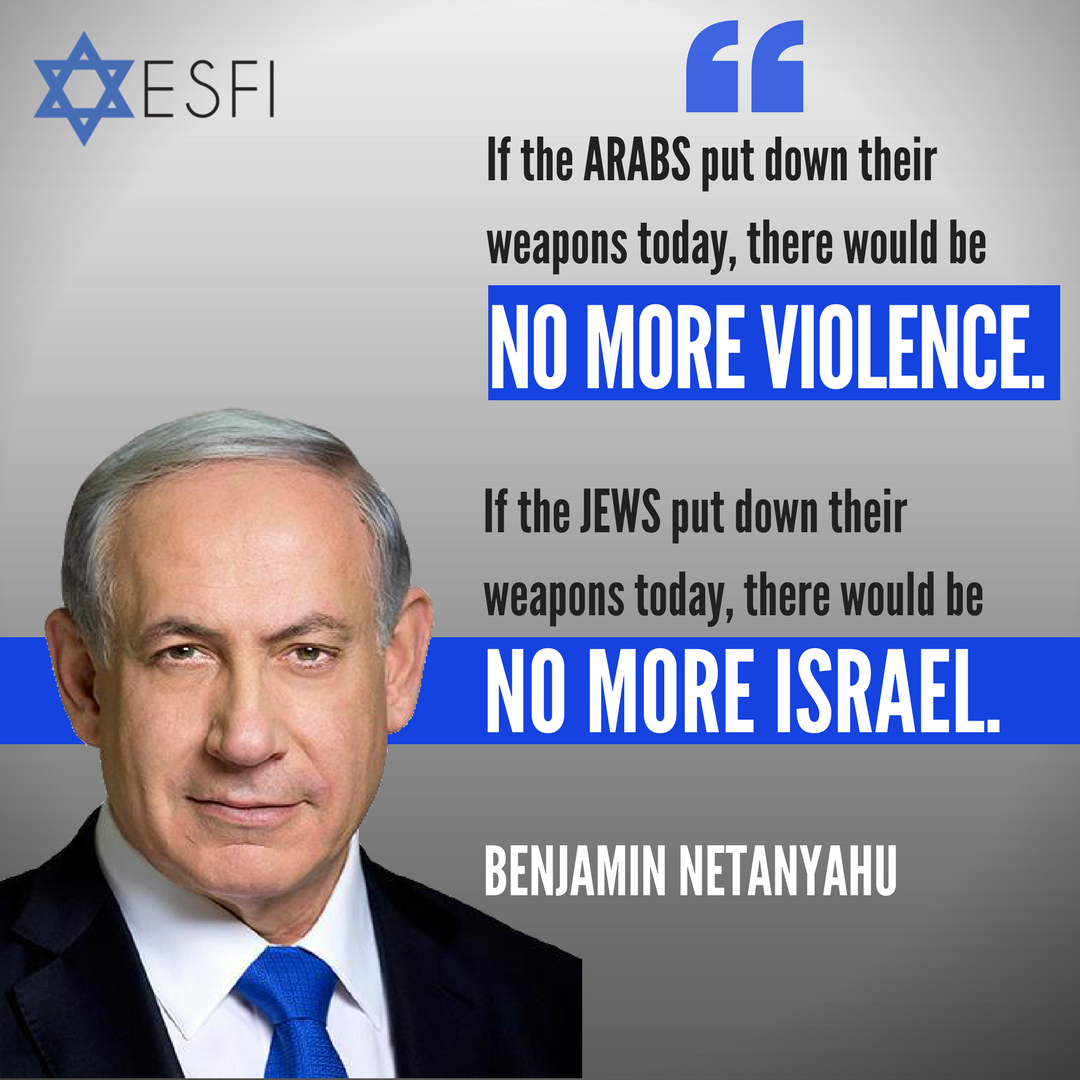 ESFI
“
If the ARABS put down their
weapons today, there would be
NO MORE VIOLENCE.
If the JEWS put down their
weapons today, there would be
NO MORE ISRAEL.
BENJAMIN NETANYAHU